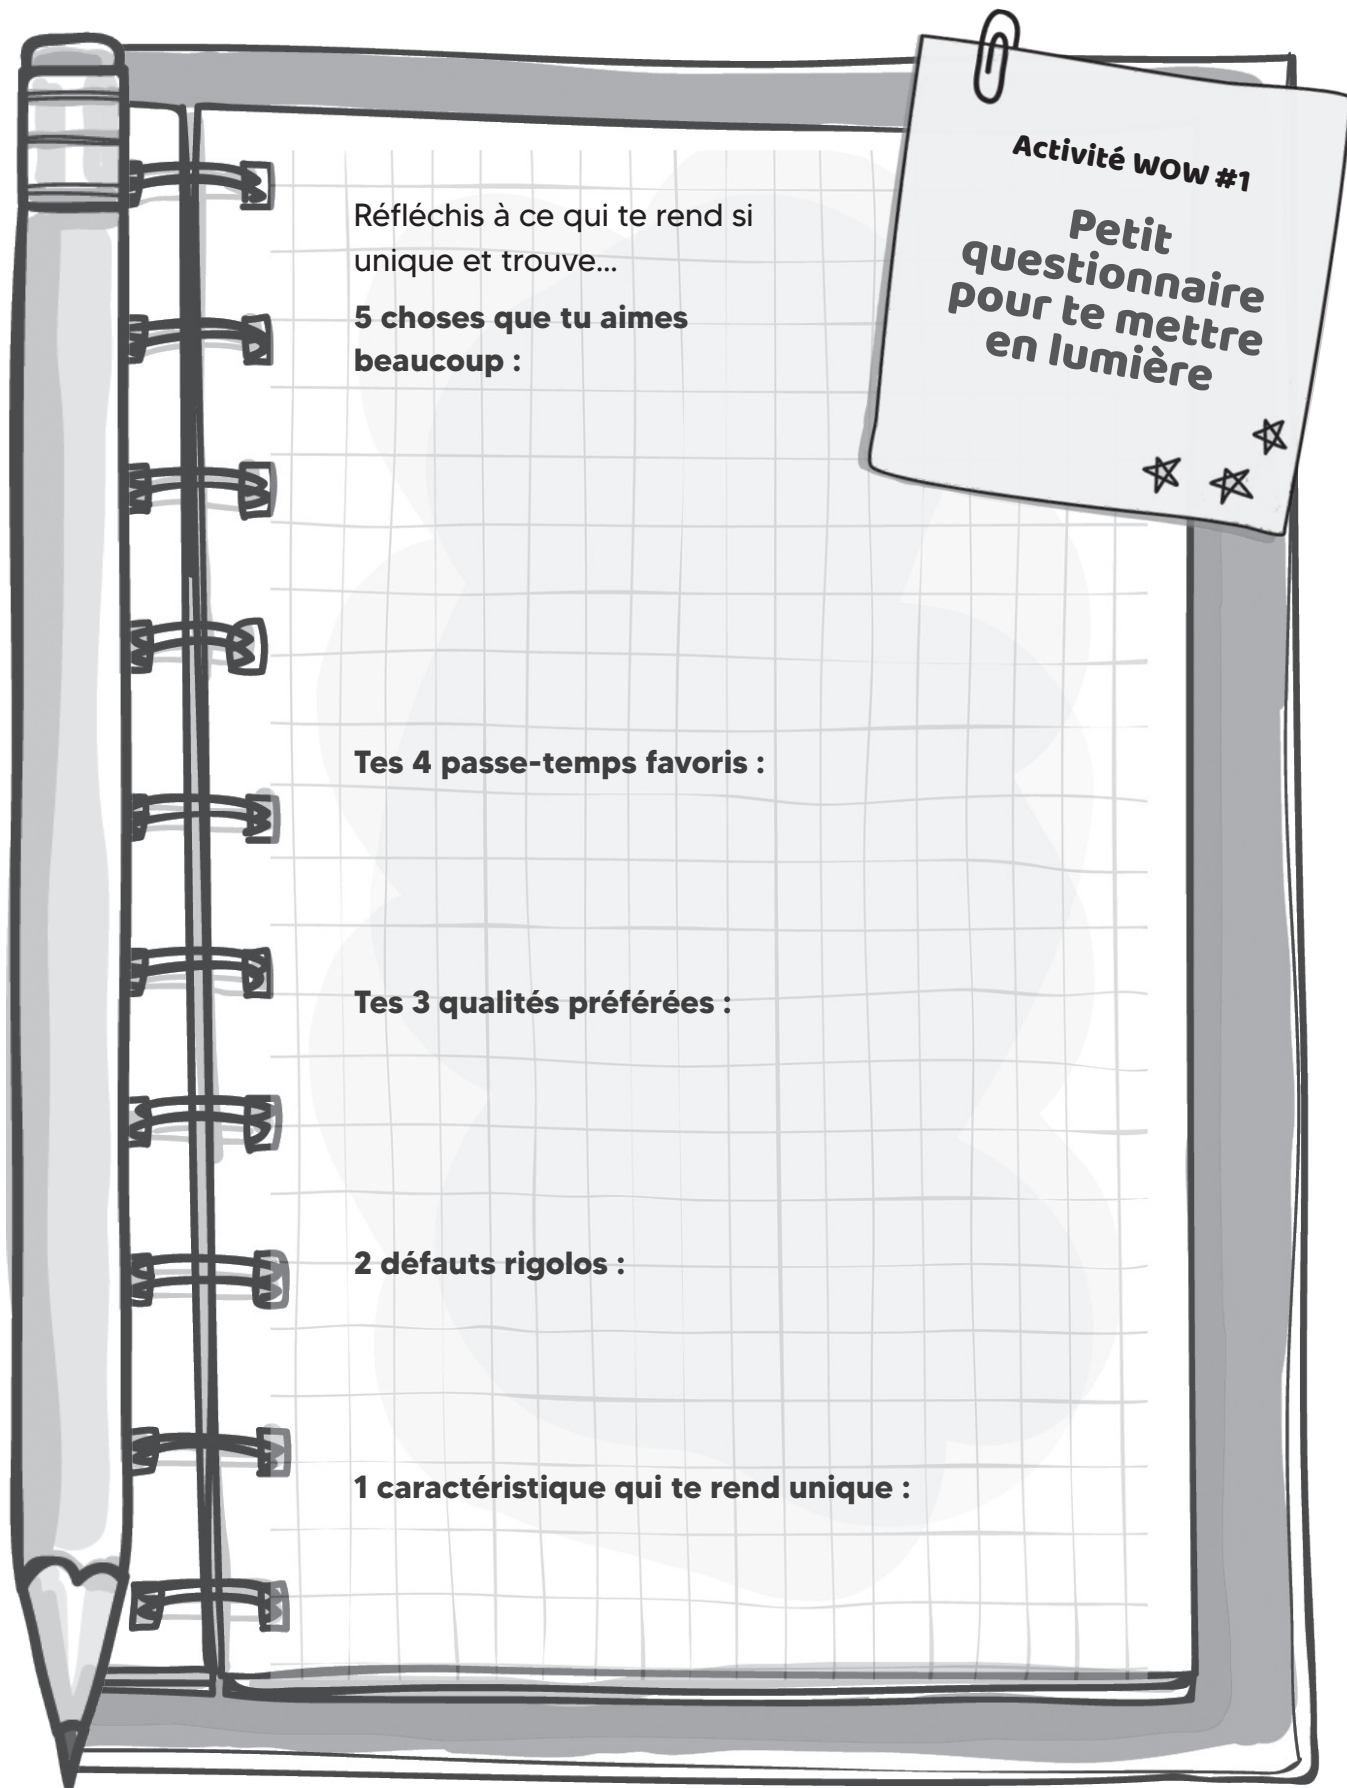 Activité WOW #1
Petit
questionnaire
pour te mettre
en lumière
Réfléchis à ce qui te rend si
unique et trouve...
5 choses que tu aimes
beaucoup :
Tes 4 passe-temps favoris :
Tes 3 qualités préférées :
2 défauts rigolos :
1 caractéristique qui te rend unique :